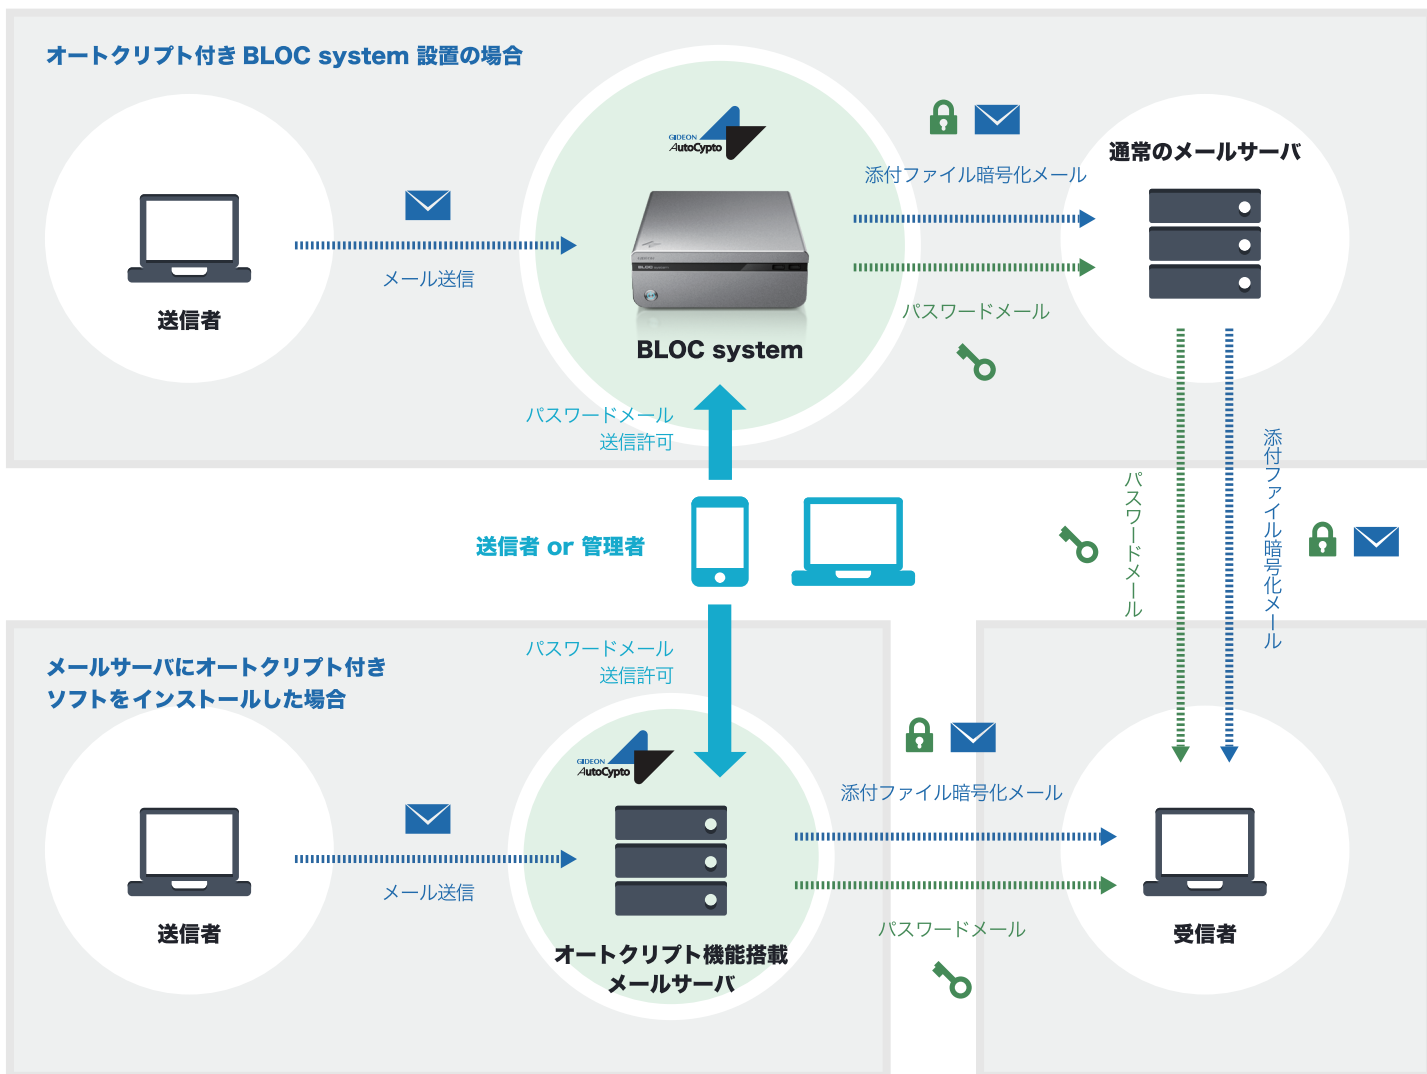 オートクリプト付き BLOC system 設置の場合
GIDEON
AutoCypto
添付ファイル暗号化メール
通常のメールサーバ
メール送信
送信者
BLOC system
パスワードメール
パスワードメール
送信許可
送信者 or 管理者
パスワードメール
添付ファイル暗号化メール
メールサーバにオートクリプト付き
ソフトをインストールした場合
パスワードメール
送信許可
GIDEON
AutoCypto
添付ファイル暗号化メール
メール送信
送信者
オートクリプト機能搭載
メールサーバ
パスワードメール
受信者